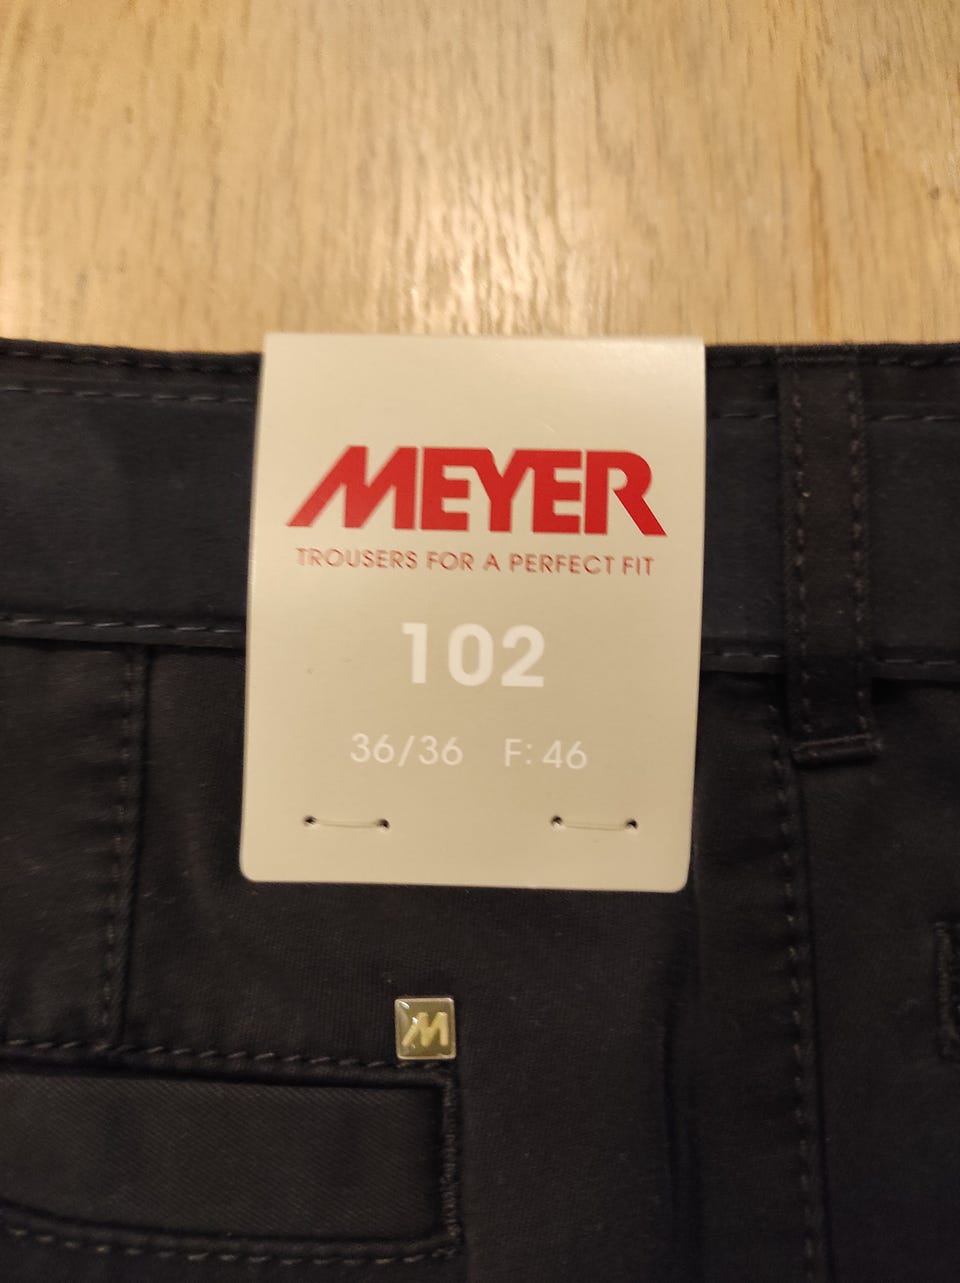 MEYER
TROUSERS FOR A PERFECT FIT
102
36/36 F: 46
M